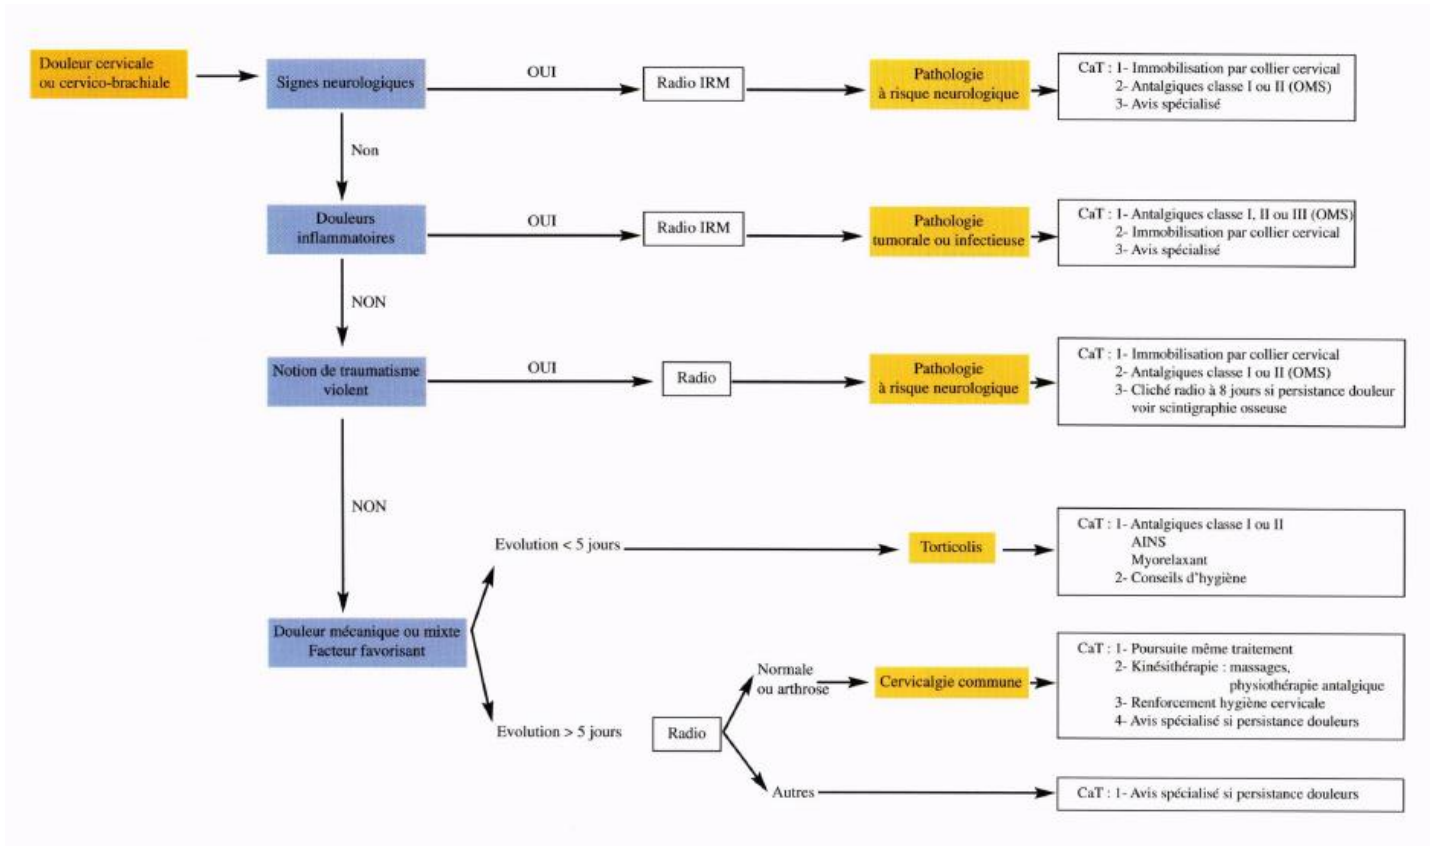 Douleur cervicale
ou cervico-brachiale
Signes neurologiques
OUI
Radio IRM
Pathologie
à risque neurologique
CaT : 1- Immobilisation par collier cervical
2- Antalgiques classe I ou II (OMS)
3- Avis spécialisé
Non
Douleurs
inflammatoires
OUI
Radio IRM
Pathologie
tumorale ou infectieuse
CaT : 1- Antalgiques classe I, II ou III (OMS)
2- Immobilisation par collier cervical
3- Avis spécialisé
NON
Notion de traumatisme
violent
OUI
Radio
Pathologie
à risque neurologique
CaT : 1- Immobilisation par collier cervical
2- Antalgiques classe I ou II (OMS)
3- Cliché radio à 8 jours si persistance douleur
voir scintigraphie osseuse
NON
Evolution < 5 jours
Torticolis
CaT : 1- Antalgiques classe I ou II
AINS
Myorelaxant
2- Conseils d'hygiène
Douleur mécanique ou mixte
Facteur favorisant
Evolution > 5 jours
Radio
Normale
ou arthrose
Cervicalgie commune
CaT : 1- Poursuite même traitement
2- Kinésithérapie : massages,
physiothérapie antalgique
3- Renforcement hygiène cervicale
4- Avis spécialisé si persistance douleurs
Autres
CaT : 1- Avis spécialisé si persistance douleurs